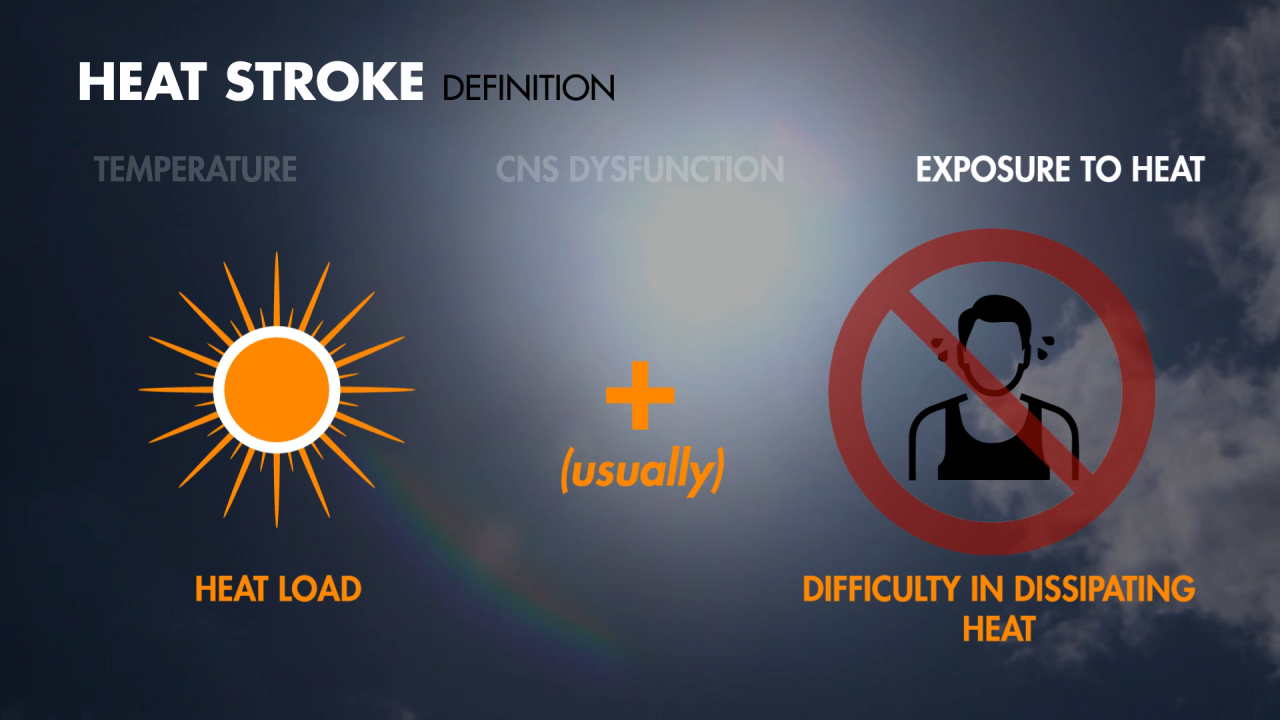 HEAT STROKE DEFINITION
TEMPERATURE
CNS DYSFUNCTION
EXPOSURE TO HEAT
+
(usually)
HEAT LOAD
DIFFICULTY IN DISSIPATING
HEAT